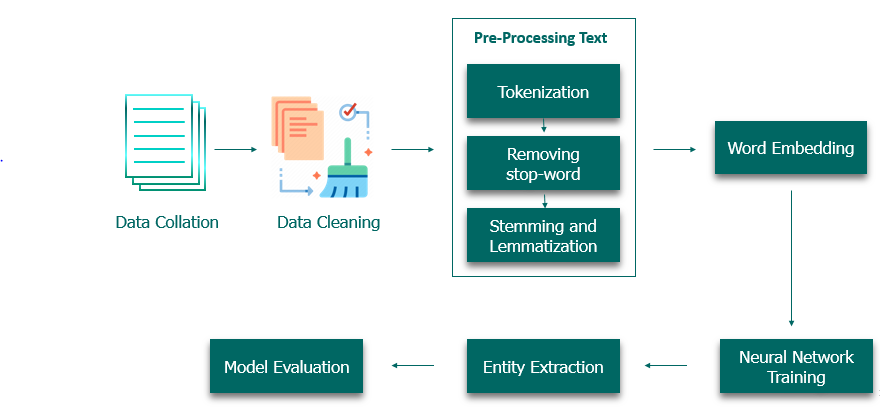 Pre-Processing Text
Tokenization
Removing
stop-word
Stemming and
Lemmatization
Word Embedding
Data Collation
Data Cleaning
Model Evaluation
Entity Extraction
Neural Network
Training